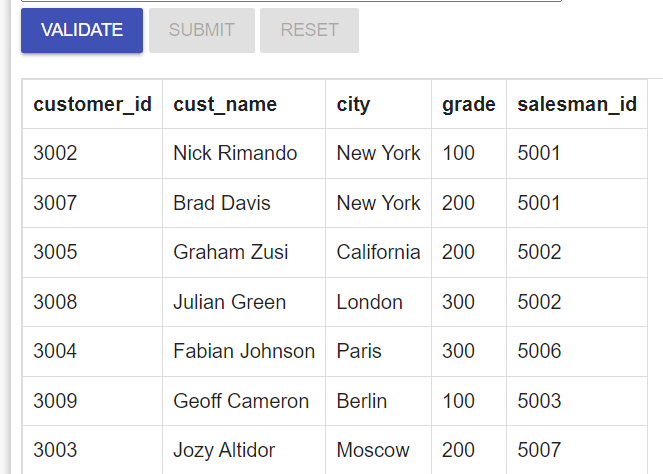 VALIDATE SUBMIT RESET
customer_id cust_name city grade salesman_id
3002 Nick Rimando New York 100 5001
3007 Brad Davis New York 200 5001
3005 Graham Zusi California 200 5002
3008 Julian Green London 300 5002
3004 Fabian Johnson Paris 300 5006
3009 Geoff Cameron Berlin 100 5003
3003 Jozy Altidor Moscow 200 5007